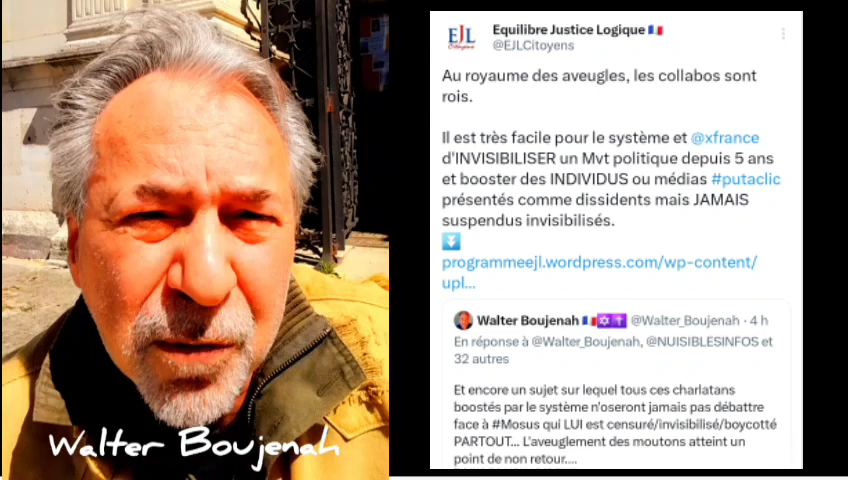 Walter Boujenah
EJL
Citoyens
Equilibre Justice Logique 🇫🇷
@EJLCitoyens
Au royaume des aveugles, les collabos sont
rois.
Il est très facile pour le système et @xfrance
d'INVISIBILISER un Mvt politique depuis 5 ans
et booster des INDIVIDUS ou médias #putaclic
présentés comme dissidents mais JAMAIS
suspendus invisibilisés.
⏬
programmeejl.wordpress.com/wp-content/
upl...
Walter Boujenah 🇫🇷✡️✝️ @Walter_Boujenah · 4 h
En réponse à @Walter_Boujenah, @NUISIBLESINFOS et
32 autres
Et encore un sujet sur lequel tous ces charlatans
boostés par le système n'oseront jamais pas débattre
face à #Mosus qui LUI est censuré/invisibilisé/boycotté
PARTOUT... L'aveuglement des moutons atteint un
point de non retour....